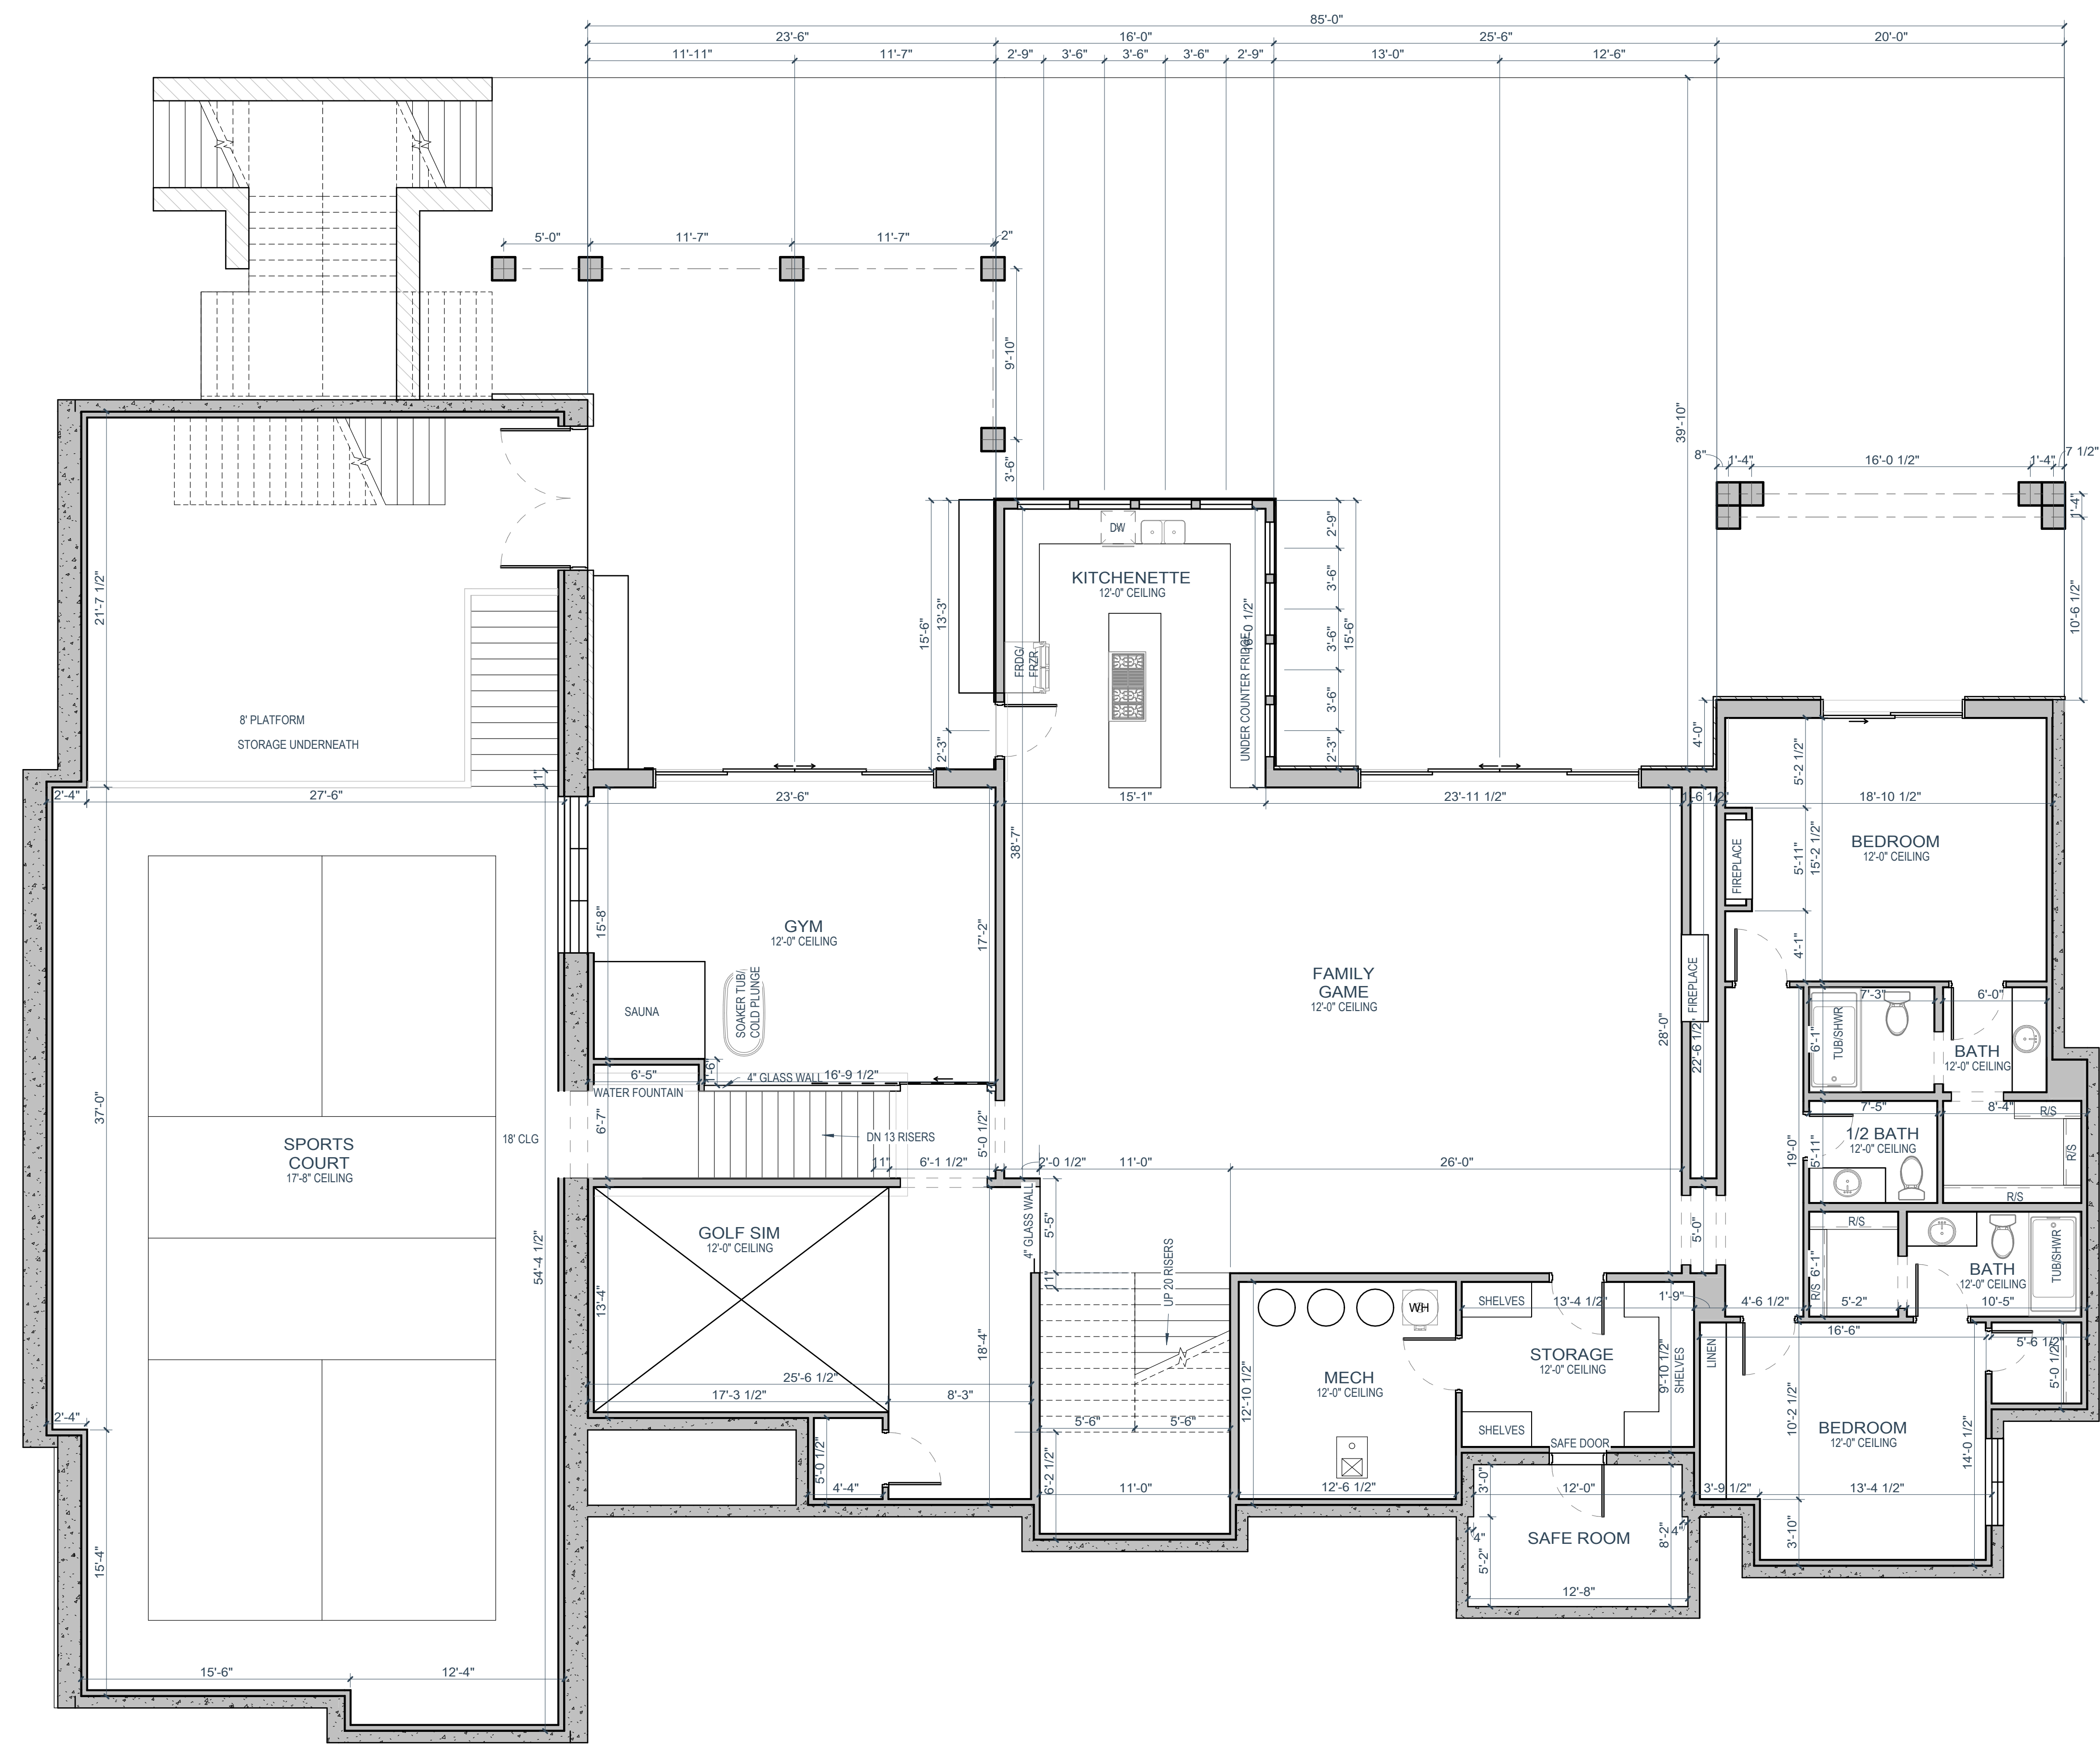 85'-0"
23'-6"
16'-0"
25'-6"
20'-0"
11'-11"
11'-7"
2'-9"
3'-6"
3'-6"
3'-6"
2'-9"
13'-0"
12'-6"
5'-0"
11'-7"
11'-7"
2"
9'-10"
3'-6"
39'-10"
8"
1'-4"
16'-0 1/2"
1'-4"
7 1/2"
1'-4"
10'-6 1/2"
21'-7 1/2"
DW
KITCHENETTE
12'-0" CEILING
FRDG/
FRZR
UNDER COUNTER FRIDGE
15'-6"
13'-3"
2'-3"
2'-9"
3'-6"
3'-6"
3'-6"
2'-3"
15'-6"
4'-0"
8' PLATFORM
STORAGE UNDERNEATH
11"
2'-4"
27'-6"
23'-6"
15'-1"
23'-11 1/2"
1'-6 1/2"
18'-10 1/2"
5'-2 1/2"
5'-11"
15'-2 1/2"
4'-1"
BEDROOM
12'-0" CEILING
FIREPLACE
38'-7"
15'-8"
17'-2"
GYM
12'-0" CEILING
SAUNA
SOAKER TUB/
COLD PLUNGE
FAMILY
GAME
12'-0" CEILING
FIREPLACE
28'-0"
22'-6 1/2"
7'-3"
6'-0"
TUB/SHWR
6'-1"
BATH
12'-0" CEILING
6'-5"
1'-6"
4" GLASS WALL
16'-9 1/2"
WATER FOUNTAIN
6'-7"
DN 13 RISERS
5'-0 1/2"
11"
6'-1 1/2"
2'-0 1/2"
11'-0"
26'-0"
37'-0"
SPORTS
COURT
17'-8" CEILING
18' CLG
7'-5"
8'-4"
R/S
R/S
R/S
1/2 BATH
12'-0" CEILING
19'-0"
5'-11"
54'-4 1/2"
GOLF SIM
12'-0" CEILING
13'-4"
4" GLASS WALL
5'-5"
11"
UP 20 RISERS
5'-0"
R/S
R/S
6'-1"
BATH
12'-0" CEILING
TUB/SHWR
5'-2"
10'-5"
WH
SHELVES
13'-4 1/2"
1'-9"
4'-6 1/2"
16'-6"
5'-6 1/2"
5'-0 1/2"
LINEN
STORAGE
12'-0" CEILING
9'-10 1/2"
SHELVES
MECH
12'-0" CEILING
12'-10 1/2"
18'-4"
25'-6 1/2"
17'-3 1/2"
8'-3"
5'-6"
5'-6"
SHELVES
SAFE DOOR
BEDROOM
12'-0" CEILING
10'-2 1/2"
14'-0 1/2"
2'-4"
5'-0 1/2"
4'-4"
6'-2 1/2"
11'-0"
12'-6 1/2"
3'-0"
12'-0"
3'-9 1/2"
13'-4 1/2"
3'-10"
SAFE ROOM
8'-2"
4"
4"
5'-2"
12'-8"
15'-4"
15'-6"
12'-4"